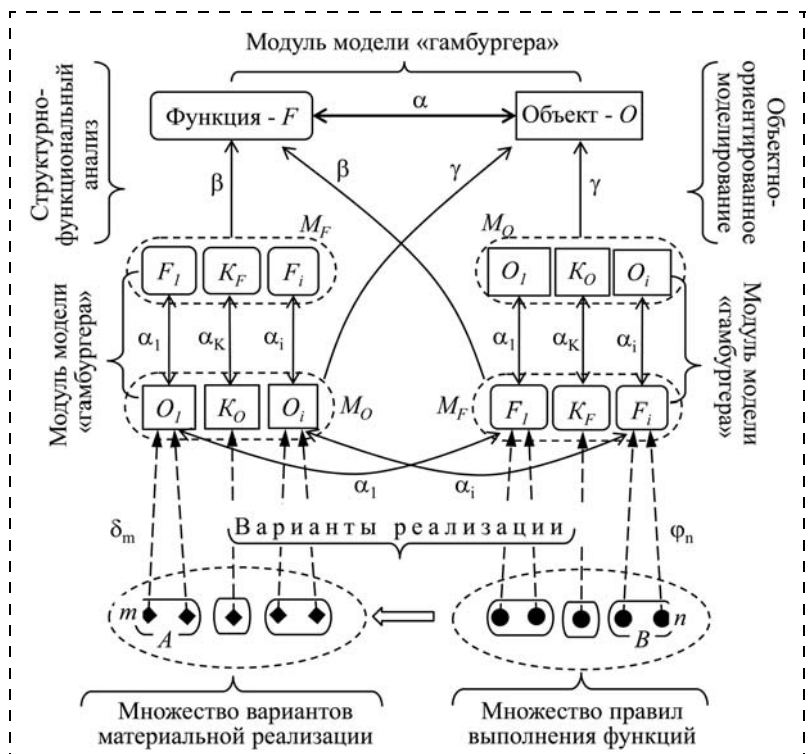 Модуль модели «гамбургера»
Структурно-
функциональный
анализ
Функция - F
α
Объект - O
Объектно-
ориентированное
моделирование
β
β
γ
γ
M_F
M_O
F_1
K_F
F_i
O_1
K_O
O_i
Модуль модели
«гамбургера»
α_1
α_K
α_i
α_1
α_K
α_i
Модуль модели
«гамбургера»
O_1
K_O
O_i
M_O
M_F
F_1
K_F
F_i
α_1
α_i
δ_m
Варианты реализации
φ_n
m
A
B
n
Множество вариантов
материальной реализации
Множество правил
выполнения функций